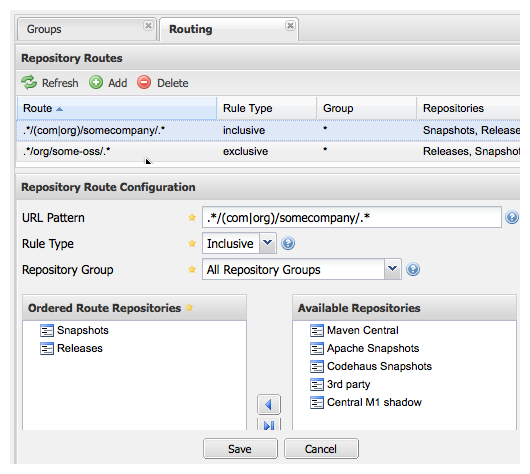 Groups
Routing
Repository Routes
Refresh Add Delete
Route Rule Type Group Repositories
.*/(com|org)/somecompany/.* inclusive * Snapshots, Release
.*/org/some-oss/.* exclusive * Releases, Snapshot
Repository Route Configuration
URL Pattern .*/(com|org)/somecompany/.*
Rule Type Inclusive
Repository Group All Repository Groups
Ordered Route Repositories
Snapshots
Releases
Available Repositories
Maven Central
Apache Snapshots
Codehaus Snapshots
3rd party
Central M1 shadow
Save Cancel